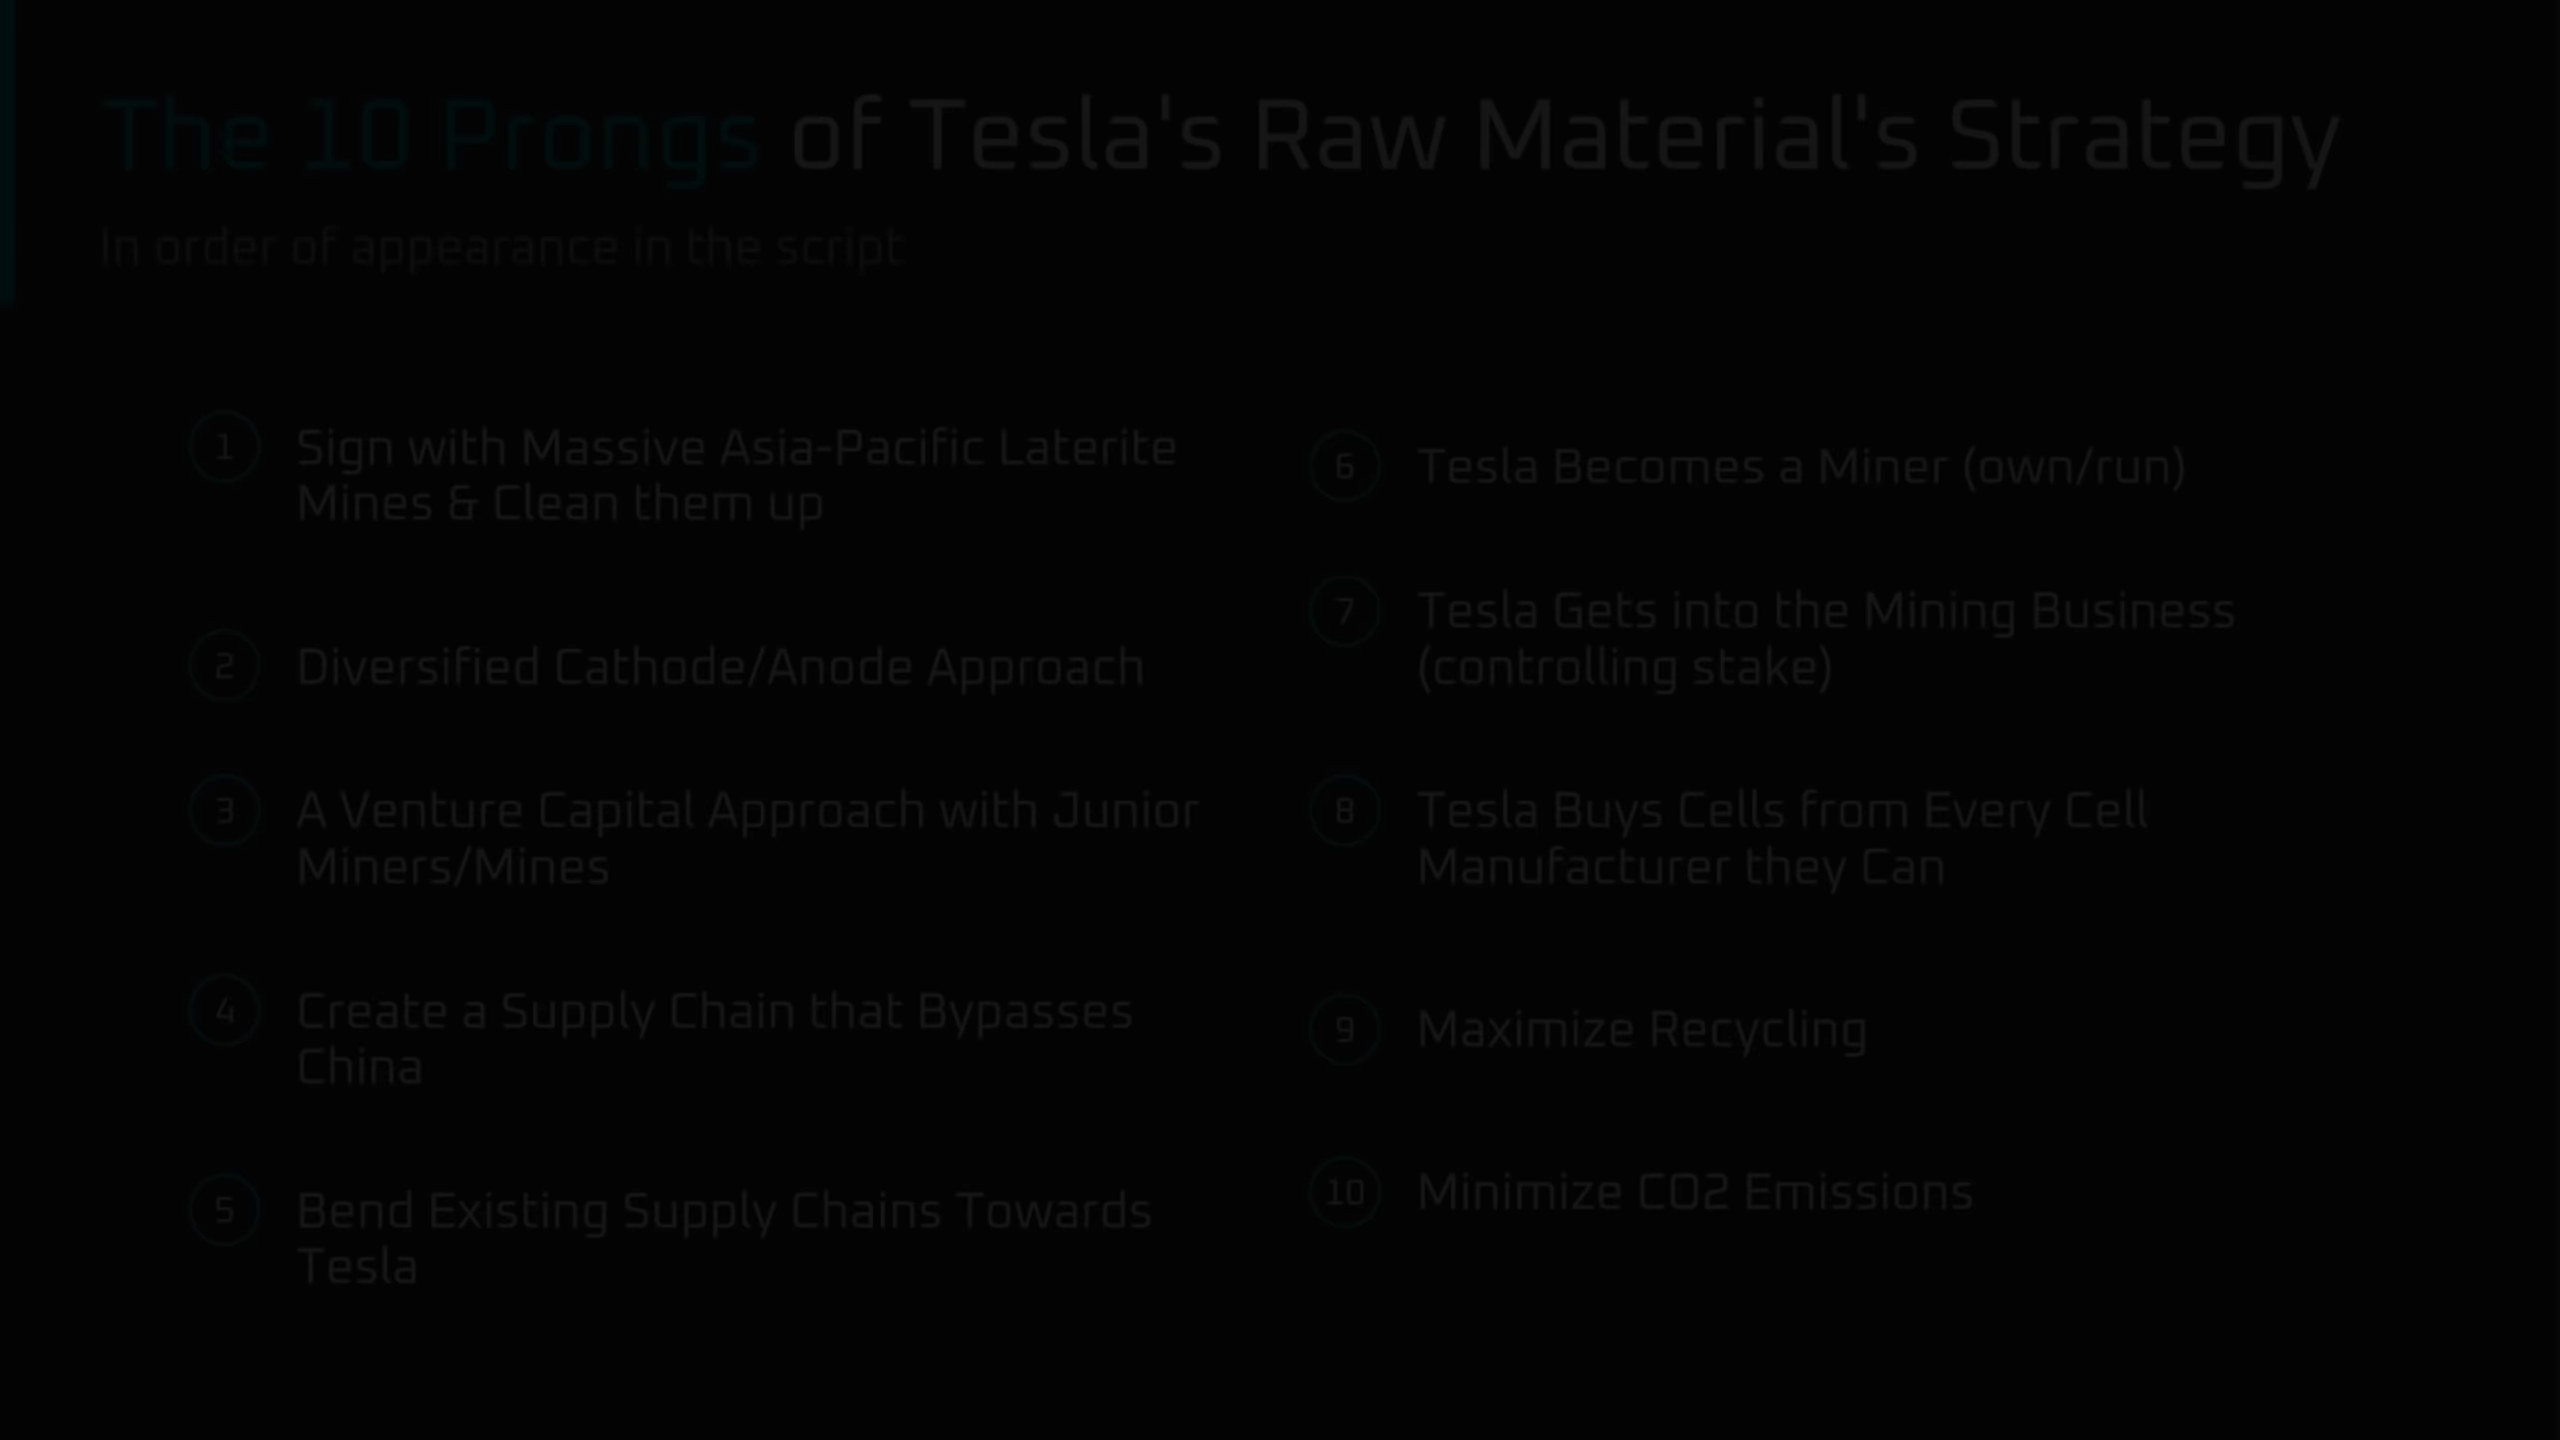 The 10 Prongs of Tesla's Raw Material's Strategy
In order of appearance in the script
1 Sign with Massive Asia-Pacific Laterite
Mines & Clean them up
2 Diversified Cathode/Anode Approach
3 A Venture Capital Approach with Junior
Miners/Mines
4 Create a Supply Chain that Bypasses
China
5 Bend Existing Supply Chains Towards
Tesla
6 Tesla Becomes a Miner (own/run)
7 Tesla Gets into the Mining Business
(controlling stake)
8 Tesla Buys Cells from Every Cell
Manufacturer they Can
9 Maximize Recycling
10 Minimize CO2 Emissions